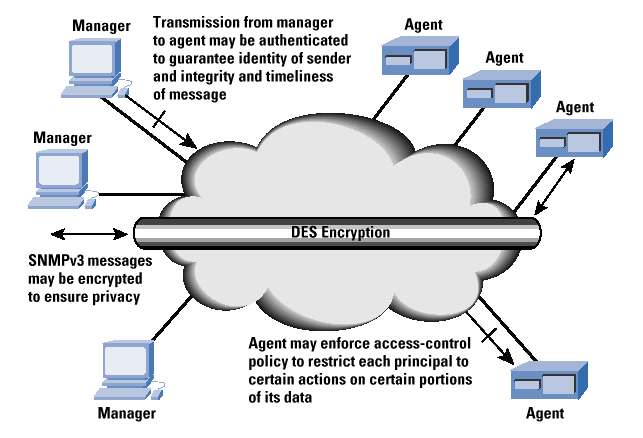 Manager
Transmission from manager
to agent may be authenticated
to guarantee identity of sender
and integrity and timeliness
of message
Agent
Agent
Agent
Manager
DES Encryption
SNMPv3 messages
may be encrypted
to ensure privacy
Manager
Agent may enforce access-control
policy to restrict each principal to
certain actions on certain portions
of its data
Agent